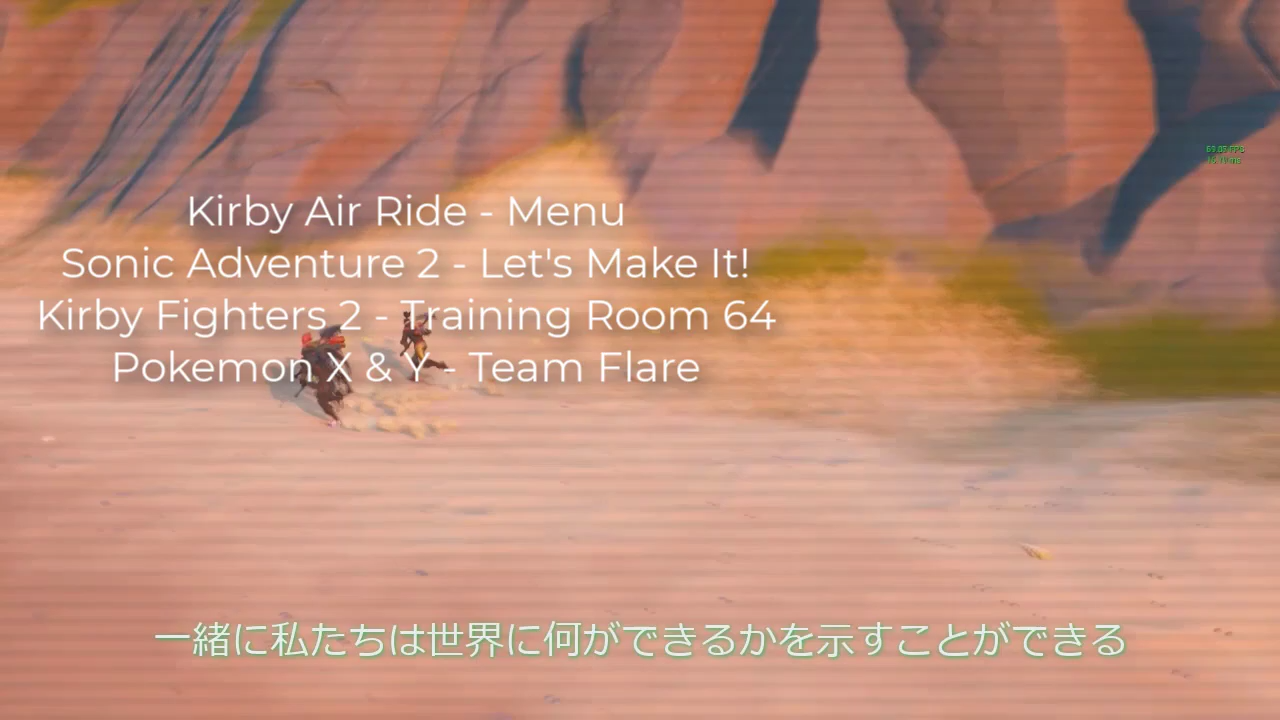 Kirby Air Ride - Menu
Sonic Adventure 2 - Let's Make It!
Kirby Fighters 2 - Training Room 64
Pokemon X & Y - Team Flare
一緒に私たちは世界に何ができるかを示すことができる